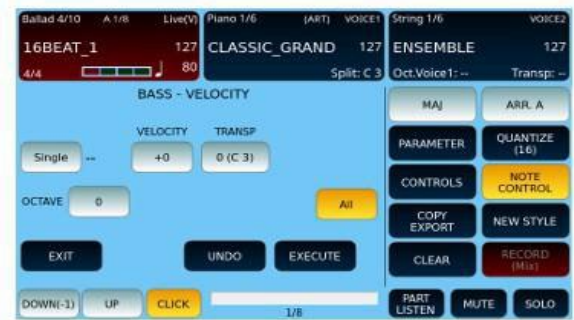 Ballad 4/10 A 1/8 Live(V)
16BEAT_1 127
4/4 80
Piano 1/6 (ART) VOICE1
CLASSIC_GRAND 127
Split: C 3
String 1/6 VOICE2
ENSEMBLE 127
Oct.Voice1: -- Transp: --
BASS - VELOCITY
VELOCITY TRANSP
Single -- +0 0 (C 3)
OCTAVE 0
All
EXIT UNDO EXECUTE
DOWN(-1) UP CLICK 1/8
MAJ ARR. A
PARAMETER QUANTIZE
(16)
CONTROLS NOTE
CONTROL
COPY
EXPORT NEW STYLE
CLEAR RECORD
(Mix)
PART
LISTEN MUTE SOLO